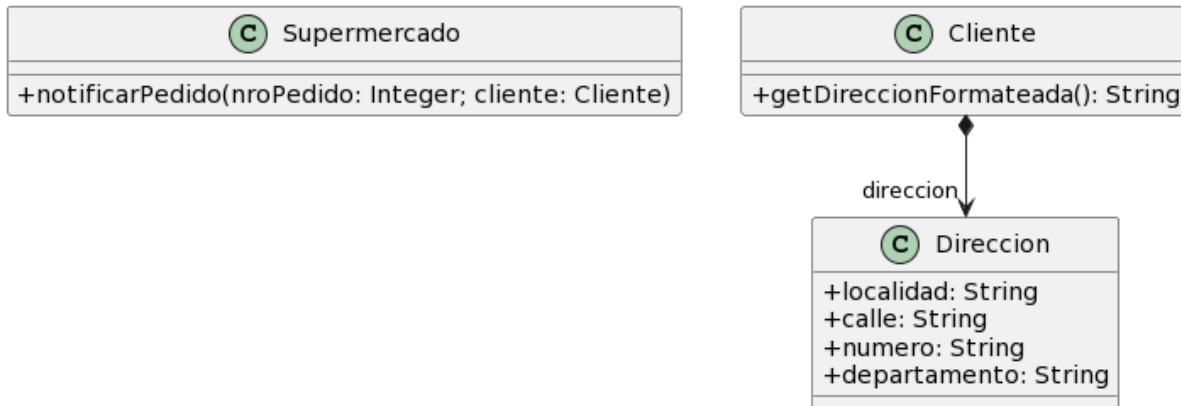 C Supermercado
+notificarPedido(nroPedido: Integer; cliente: Cliente)
C Cliente
+getDireccionFormateada(): String
direccion
C Direccion
+localidad: String
+calle: String
+numero: String
+departamento: String